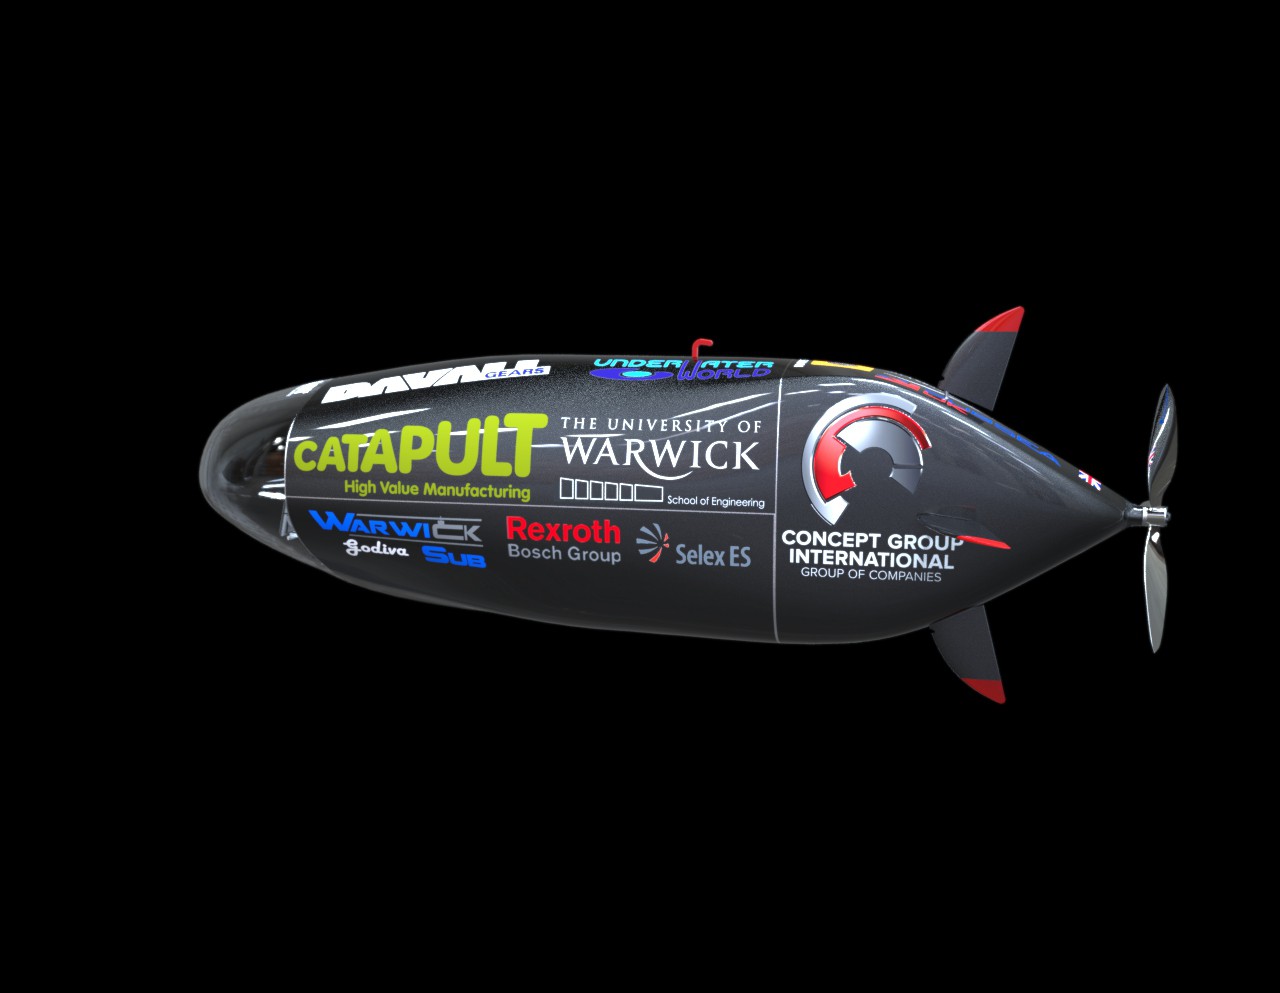 DAVALL
GEARS
UNDERWATER
WORLD
CATAPULT
High Value Manufacturing
THE UNIVERSITY OF
WARWICK
School of Engineering
WARWICK
Godiva
SUB
Rexroth
Bosch Group
Selex ES
CONCEPT GROUP
INTERNATIONAL
GROUP OF COMPANIES